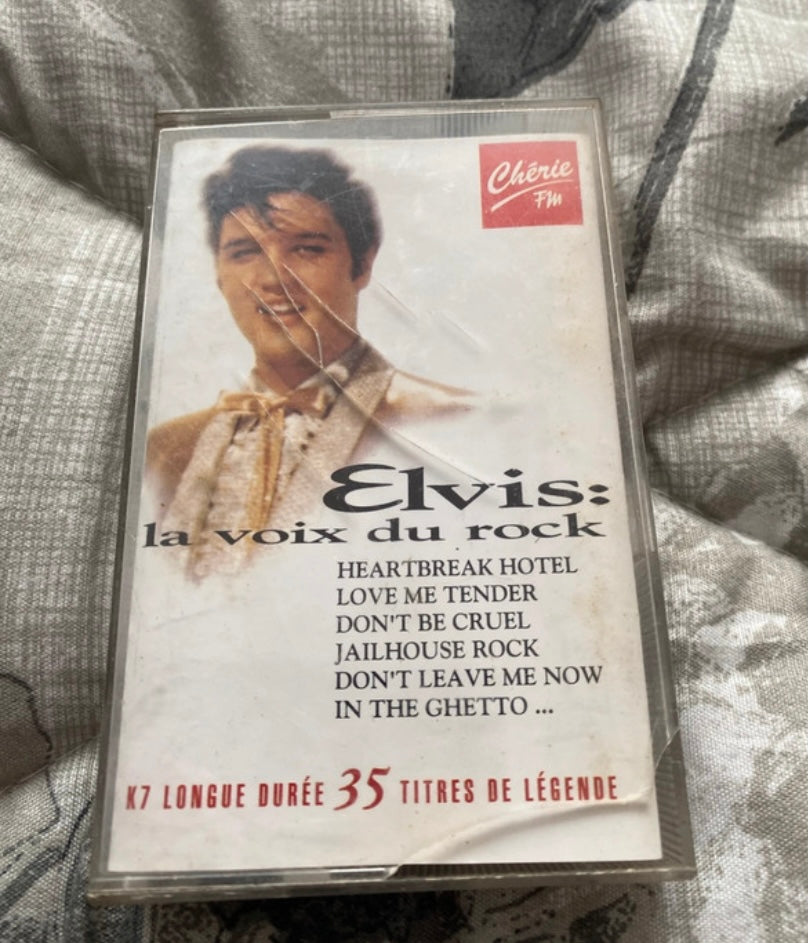 Chérie
FM
Elvis:
la voix du rock
HEARTBREAK HOTEL
LOVE ME TENDER
DON'T BE CRUEL
JAILHOUSE ROCK
DON'T LEAVE ME NOW
IN THE GHETTO ...
K7 LONGUE DURÉE 35 TITRES DE LÉGENDE